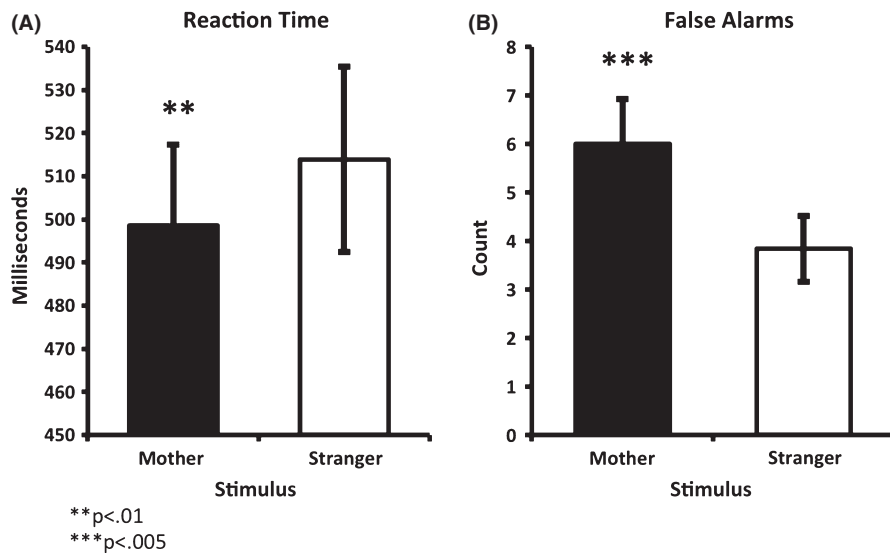 (A)
Reaction Time
540
530
520
510
500
490
480
470
460
450
Milliseconds
**
Mother
Stranger
Stimulus
**p<.01
***p<.005
(B)
False Alarms
8
7
6
5
4
3
2
1
0
Count
***
Mother
Stranger
Stimulus